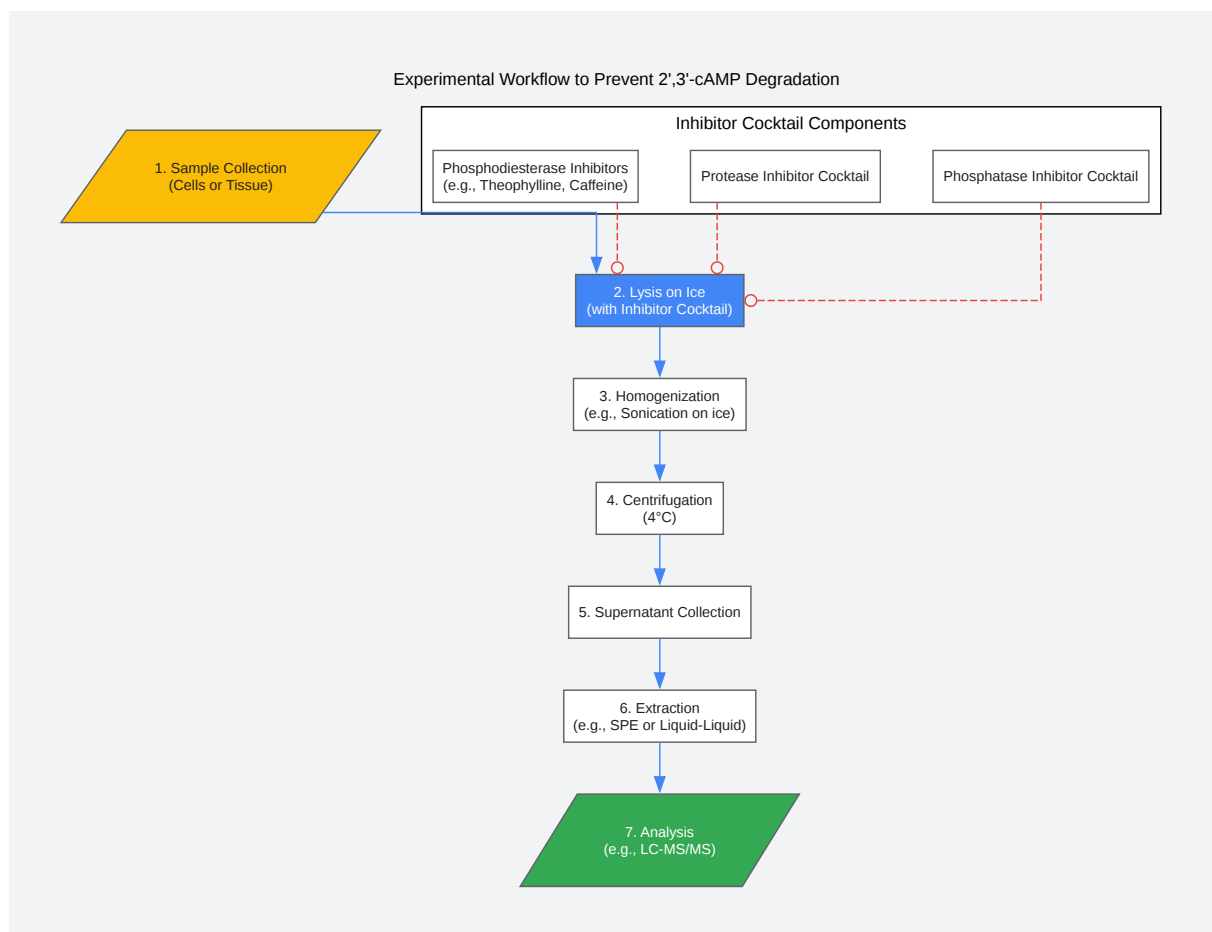 Experimental Workflow to Prevent 2',3'-cAMP Degradation
Inhibitor Cocktail Components
1. Sample Collection
(Cells or Tissue)
Phosphodiesterase Inhibitors
(e.g., Theophylline, Caffeine)
Protease Inhibitor Cocktail
Phosphatase Inhibitor Cocktail
2. Lysis on Ice
(with Inhibitor Cocktail)
3. Homogenization
(e.g., Sonication on ice)
4. Centrifugation
(4°C)
5. Supernatant Collection
6. Extraction
(e.g., SPE or Liquid-Liquid)
7. Analysis
(e.g., LC-MS/MS)